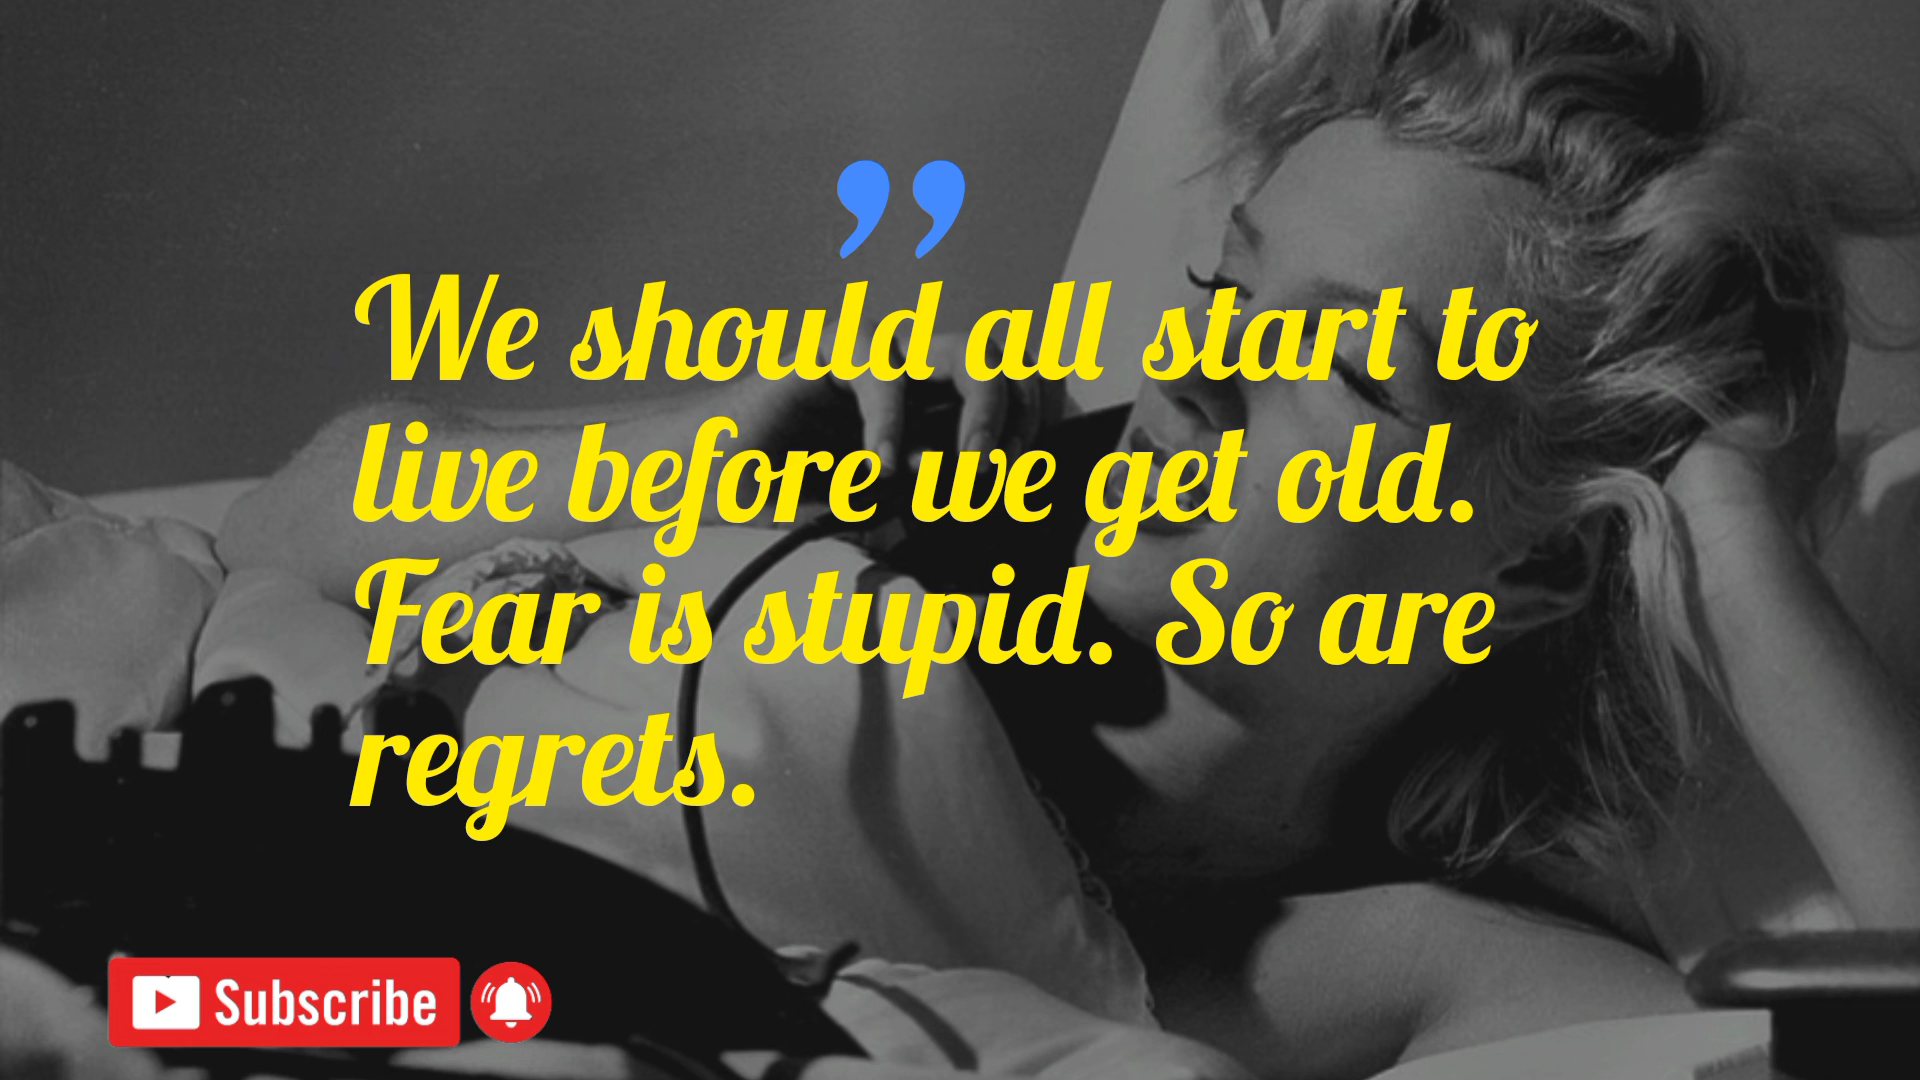 ”
We should all start to
live before we get old.
Fear is stupid. So are
regrets.
Subscribe